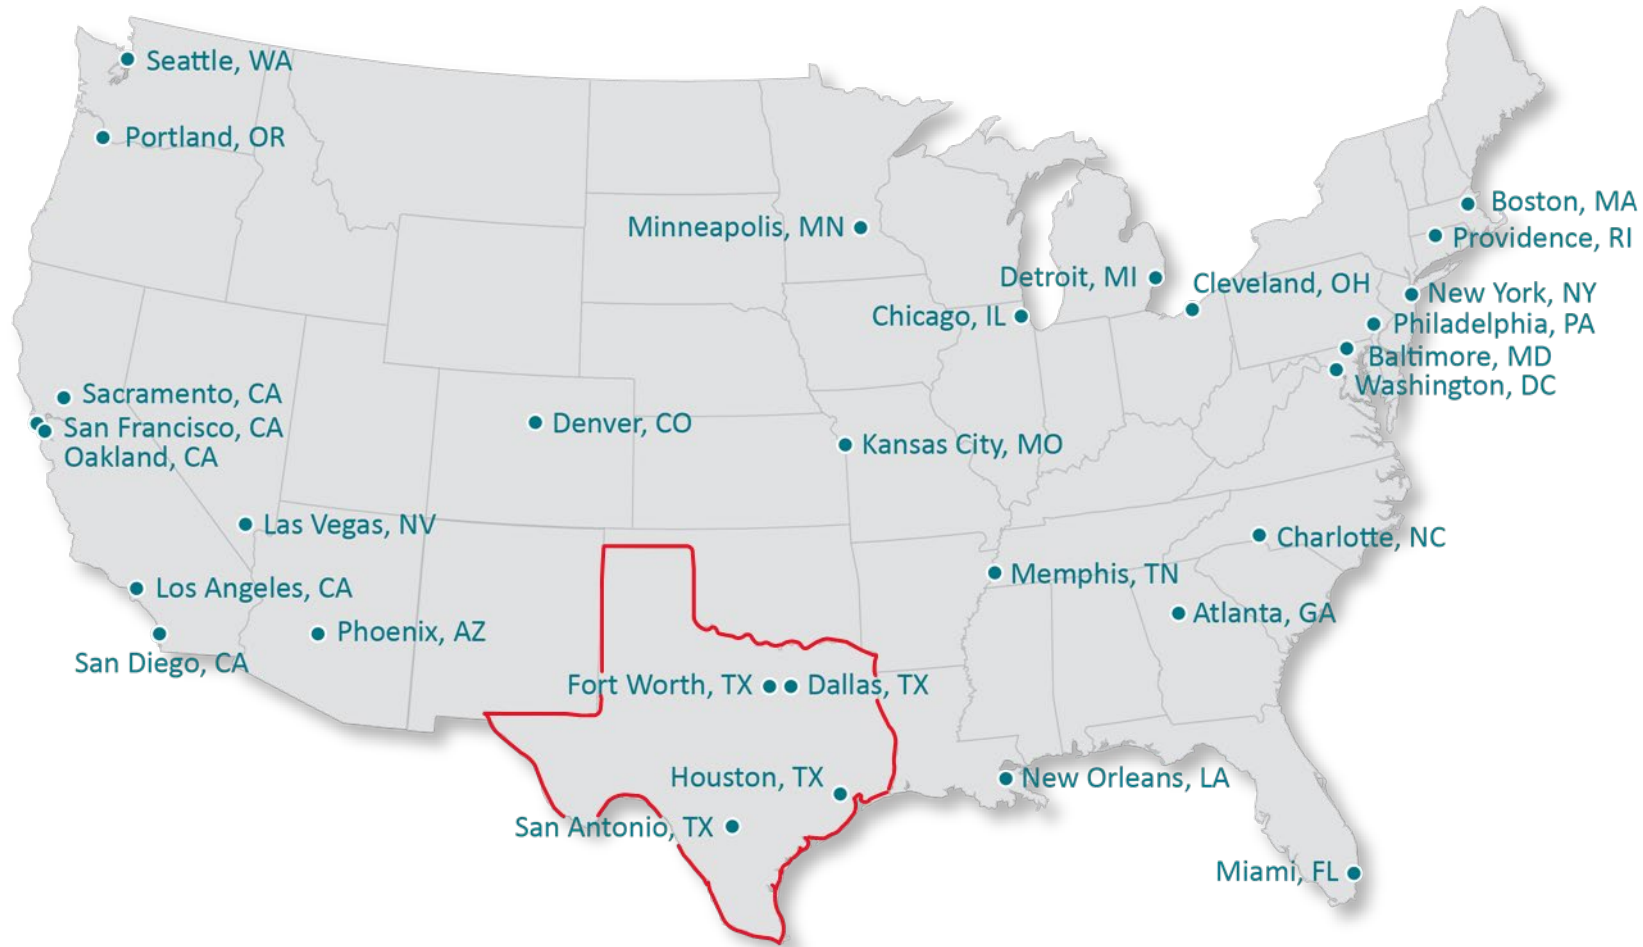 Seattle, WA
Portland, OR
Boston, MA
Minneapolis, MN
Providence, RI
Detroit, MI
Cleveland, OH
New York, NY
Chicago, IL
Philadelphia, PA
Baltimore, MD
Washington, DC
Sacramento, CA
San Francisco, CA
Oakland, CA
Denver, CO
Kansas City, MO
Las Vegas, NV
Charlotte, NC
Memphis, TN
Los Angeles, CA
Atlanta, GA
Phoenix, AZ
San Diego, CA
Fort Worth, TX
Dallas, TX
Houston, TX
New Orleans, LA
San Antonio, TX
Miami, FL